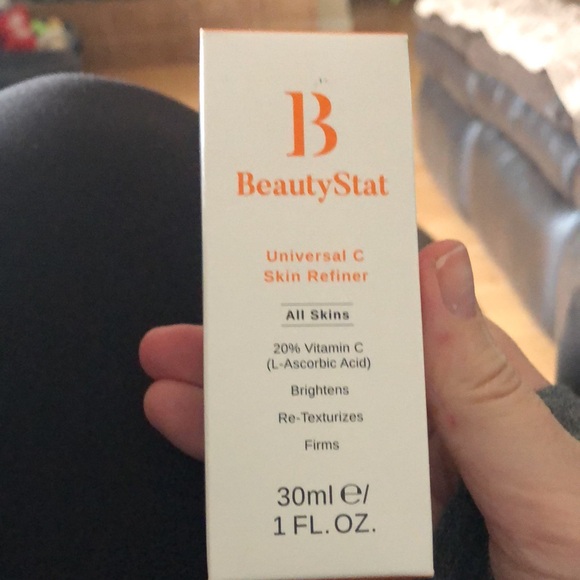 B
BeautyStat
Universal C
Skin Refiner
All Skins
20% Vitamin C
(L-Ascorbic Acid)
Brightens
Re-Texturizes
Firms
30ml ℮/
1 FL.OZ.